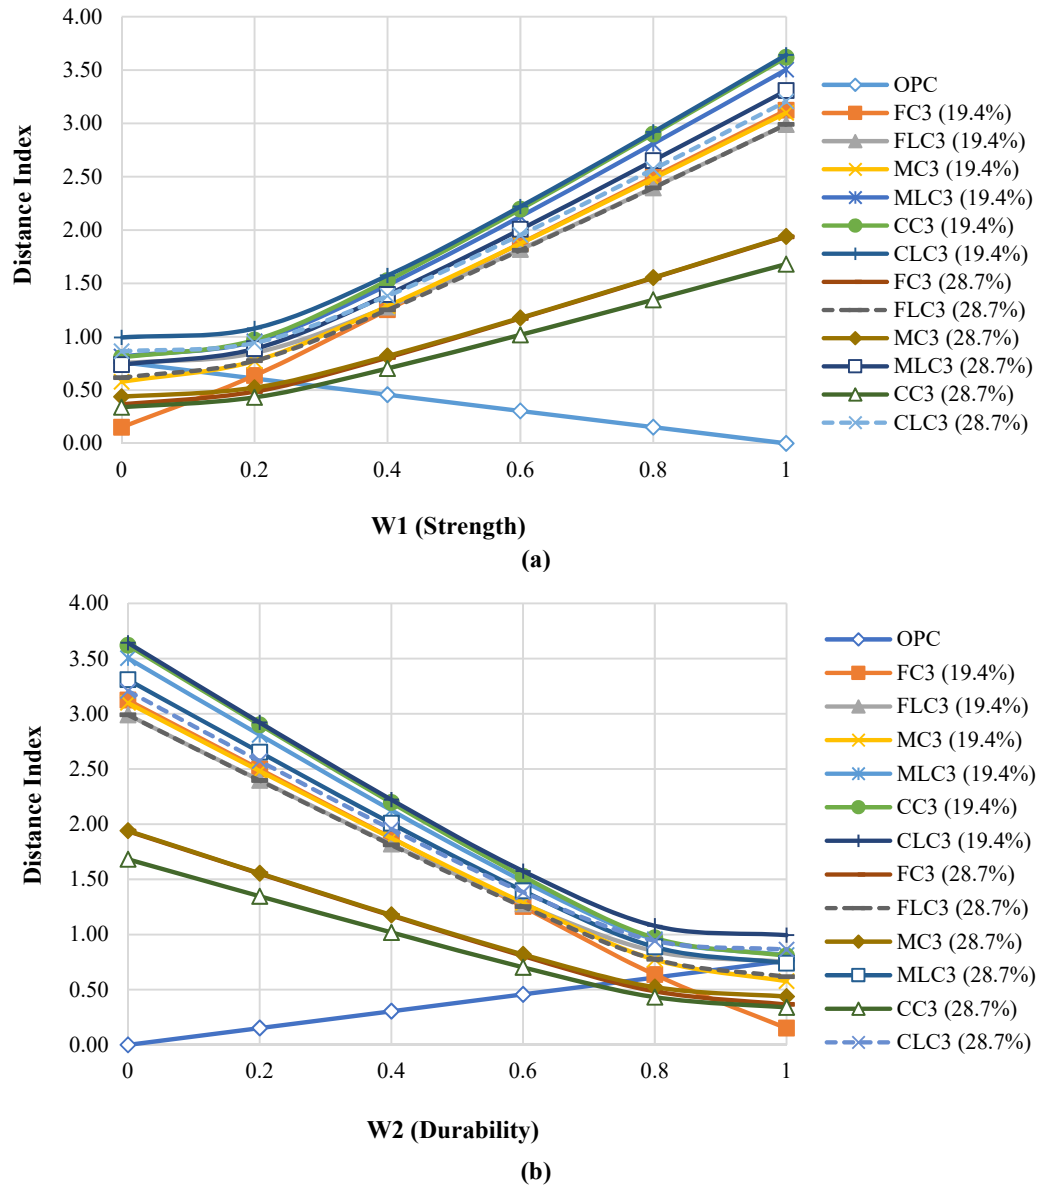 4.00
3.50
3.00
2.50
2.00
1.50
1.00
0.50
0.00
Distance Index
0 0.2 0.4 0.6 0.8 1
W1 (Strength)
OPC
FC3 (19.4%)
FLC3 (19.4%)
MC3 (19.4%)
MLC3 (19.4%)
CC3 (19.4%)
CLC3 (19.4%)
FC3 (28.7%)
FLC3 (28.7%)
MC3 (28.7%)
MLC3 (28.7%)
CC3 (28.7%)
CLC3 (28.7%)
(a)
4.00
3.50
3.00
2.50
2.00
1.50
1.00
0.50
0.00
Distance Index
0 0.2 0.4 0.6 0.8 1
W2 (Durability)
OPC
FC3 (19.4%)
FLC3 (19.4%)
MC3 (19.4%)
MLC3 (19.4%)
CC3 (19.4%)
CLC3 (19.4%)
FC3 (28.7%)
FLC3 (28.7%)
MC3 (28.7%)
MLC3 (28.7%)
CC3 (28.7%)
CLC3 (28.7%)
(b)